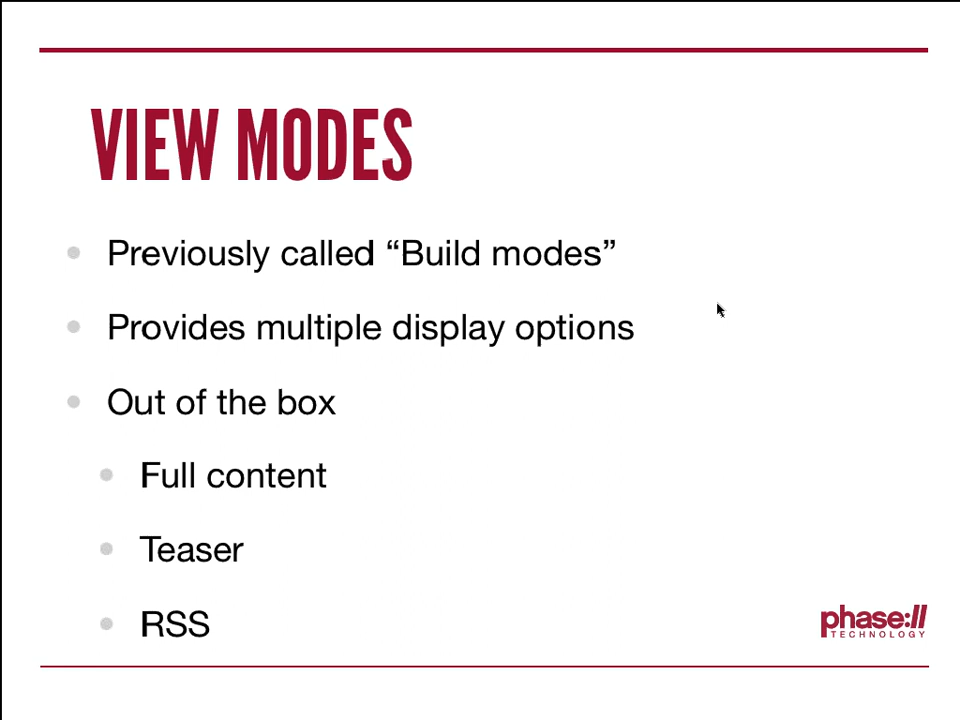 VIEW MODES
Previously called “Build modes”
Provides multiple display options
Out of the box
Full content
Teaser
RSS
phase:II
TECHNOLOGY